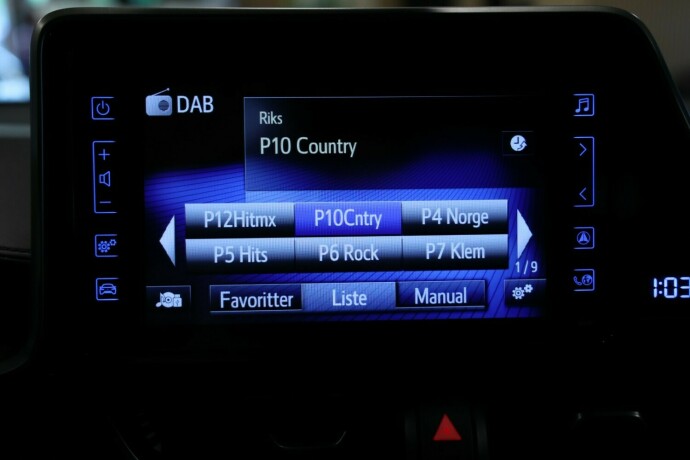 DAB
Riks
P10 Country
P12Hitmx P10Cntry P4 Norge
P5 Hits P6 Rock P7 Klem
1/9
Favoritter Liste Manual
1:03